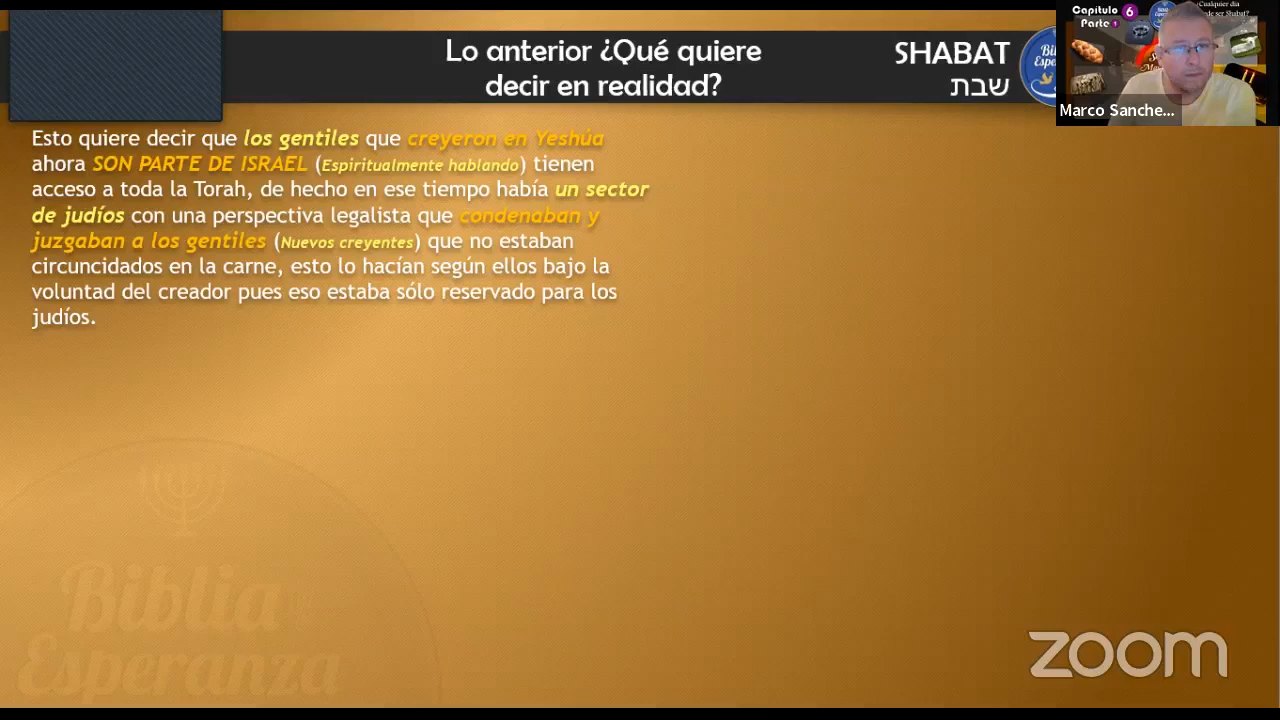 Lo anterior ¿Qué quiere
decir en realidad?
SHABAT
שבת
Esto quiere decir que los gentiles que creyeron en Yeshúa
ahora SON PARTE DE ISRAEL (Espiritualmente hablando) tienen
acceso a toda la Torah, de hecho en ese tiempo había un sector
de judíos con una perspectiva legalista que condenaban y
juzgaban a los gentiles (Nuevos creyentes) que no estaban
circuncidados en la carne, esto lo hacían según ellos bajo la
voluntad del creador pues eso estaba sólo reservado para los
judíos.
Capitulo 6
Parte 1
¿Cualquier dia
Shabat?
Marco Sanche...
Biblia y
Esperanza
zoom